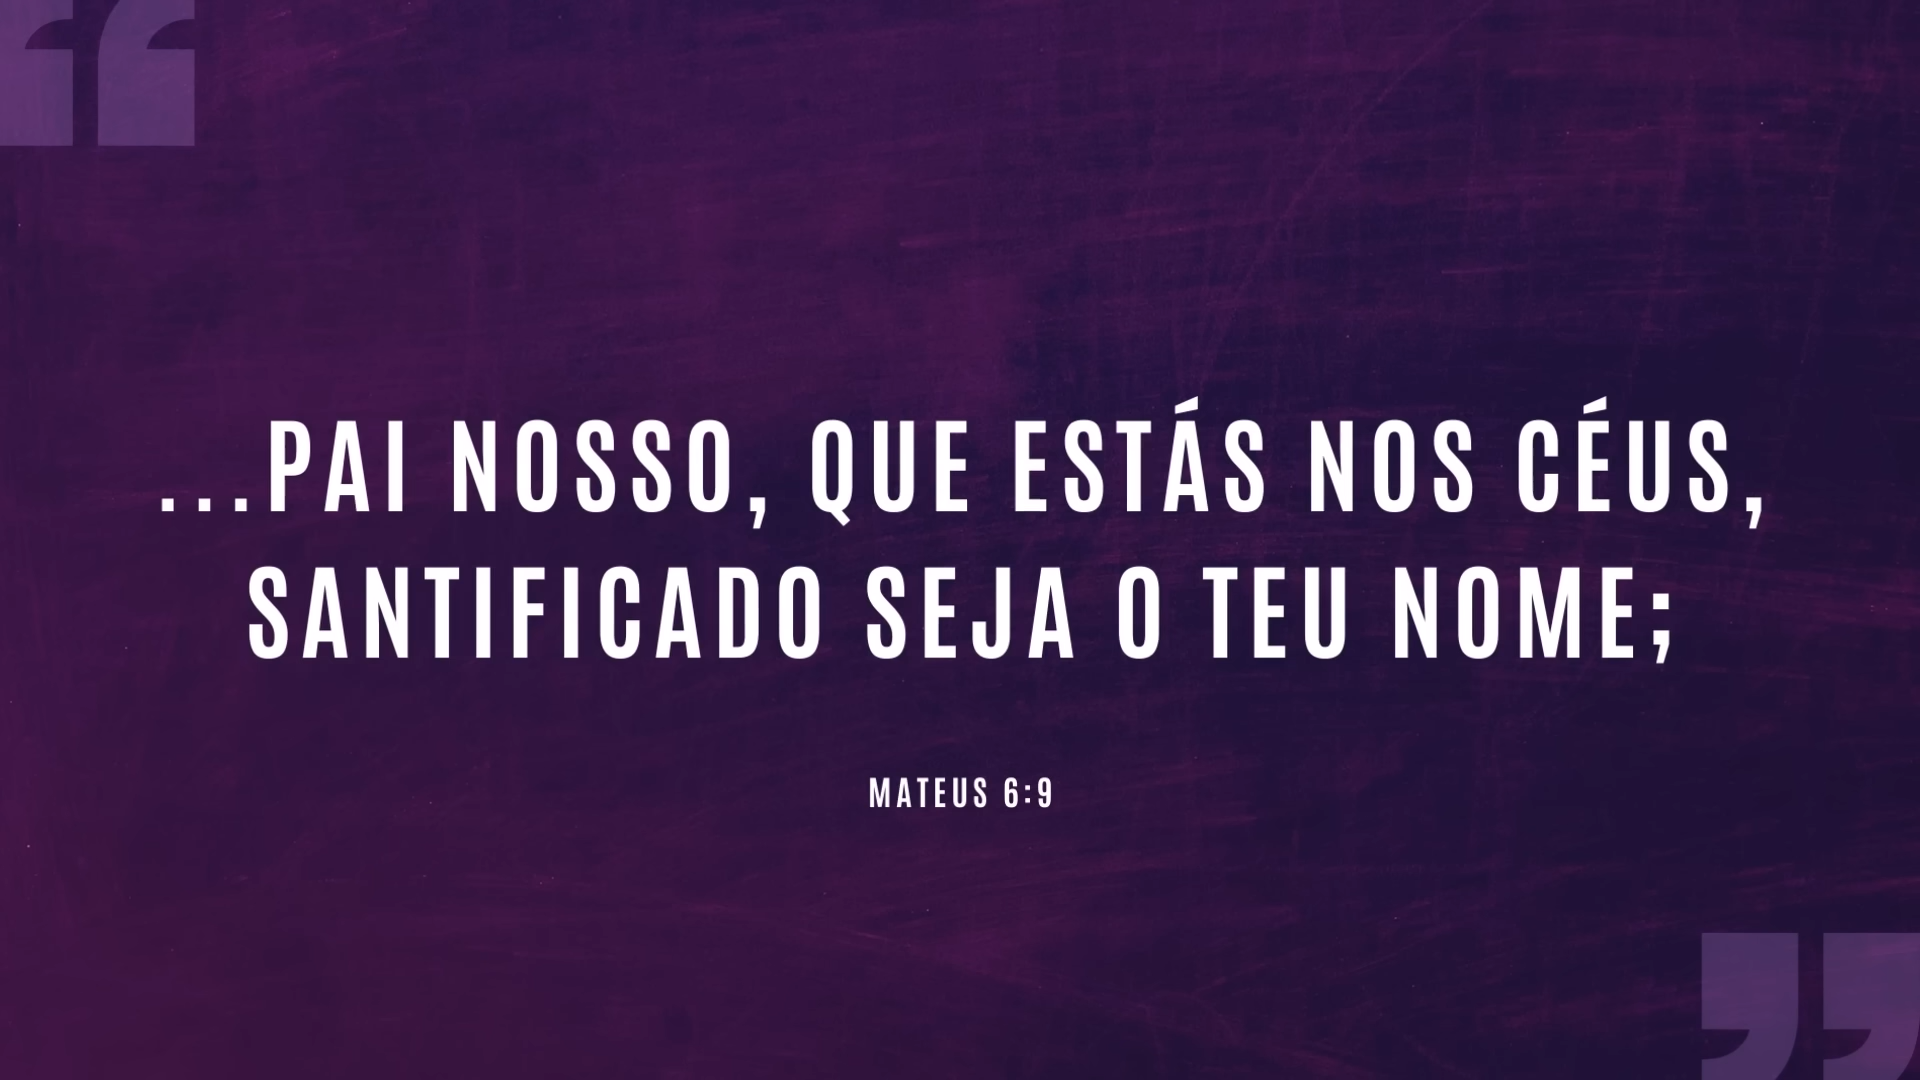 ...PAI NOSSO, QUE ESTÁS NOS CÉUS,
SANTIFICADO SEJA O TEU NOME;
MATEUS 6:9